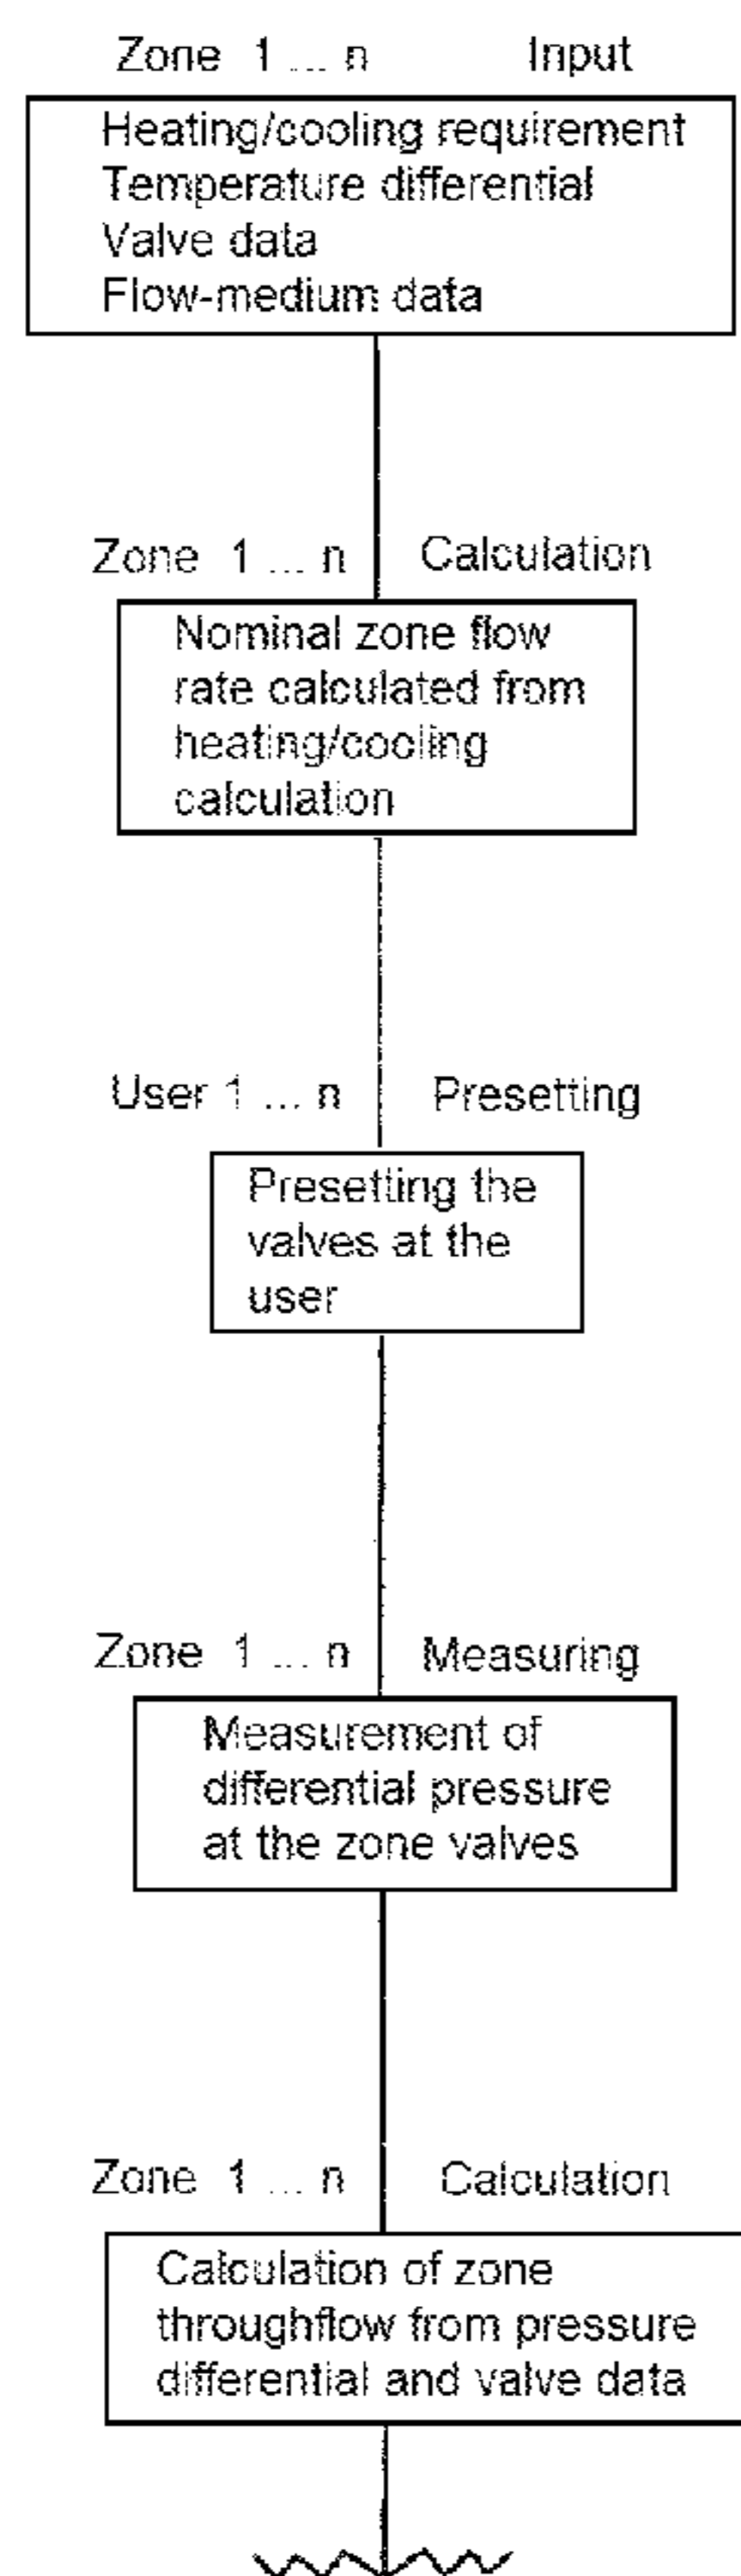 Zone 1 ... n Input
Heating/cooling requirement
Temperature differential
Valve data
Flow-medium data
Zone 1 ... n Calculation
Nominal zone flow
rate calculated from
heating/cooling
calculation
User 1 ... n Presetting
Presetting the
valves at the
user
Zone 1 ... n Measuring
Measurement of
differential pressure
at the zone valves
Zone 1 ... n Calculation
Calculation of zone
throughflow from pressure
differential and valve data